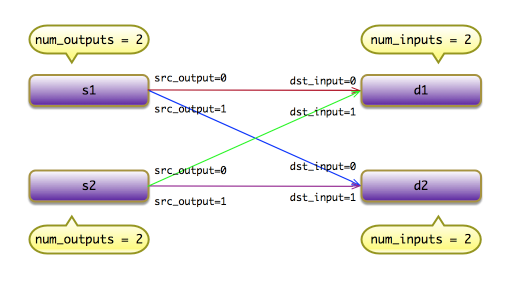 num_outputs = 2
num_inputs = 2
src_output=0
dst_input=0
s1
d1
src_output=1
dst_input=1
src_output=0
dst_input=0
s2
d2
src_output=1
dst_input=1
num_outputs = 2
num_inputs = 2